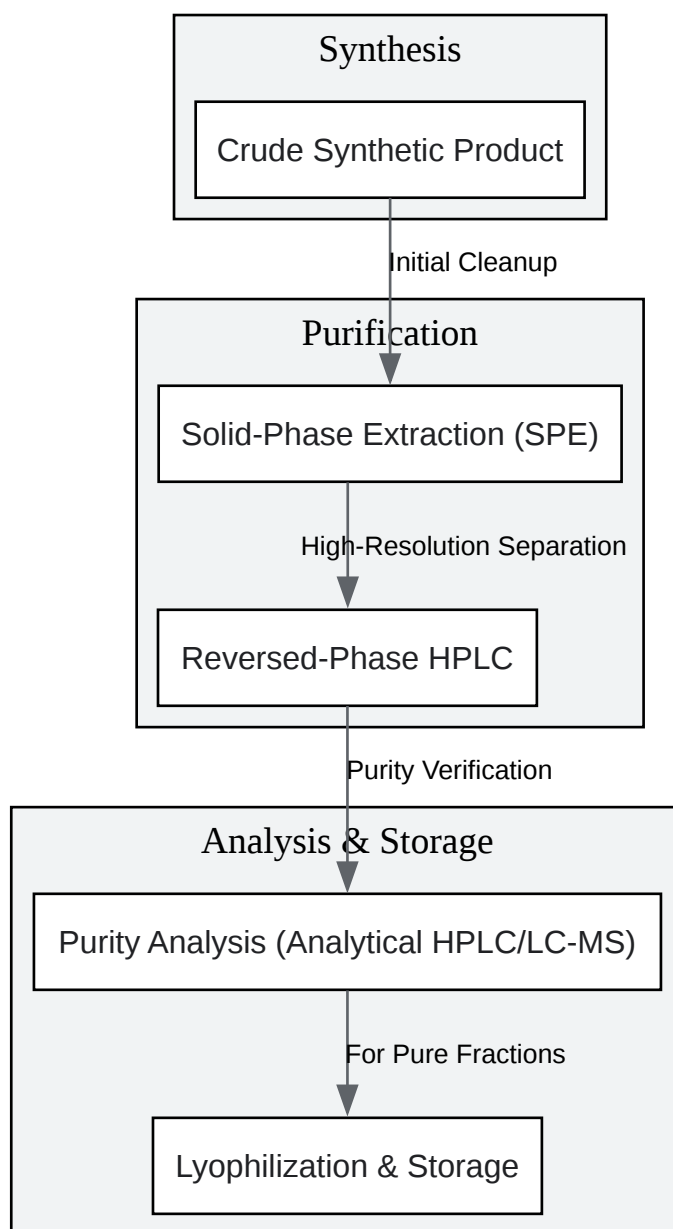 Synthesis
Crude Synthetic Product
Initial Cleanup
Purification
Solid-Phase Extraction (SPE)
High-Resolution Separation
Reversed-Phase HPLC
Purity Verification
Analysis & Storage
Purity Analysis (Analytical HPLC/LC-MS)
For Pure Fractions
Lyophilization & Storage